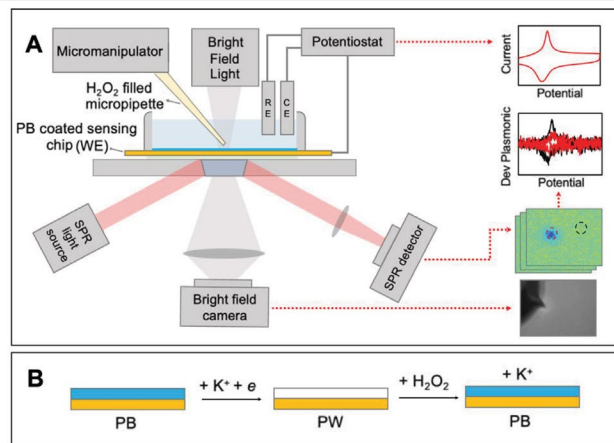 A
Micromanipulator
Bright
Field
Light
Potentiostat
H₂O₂ filled
micropipette
PB coated sensing
chip (WE)
R
E
C
E
Current
Potential
Dev Plasmonic
Potential
SPR
light
source
SPR detector
Bright field
camera
B
+ K⁺ + e
+ H₂O₂
+ K⁺
PB
PW
PB